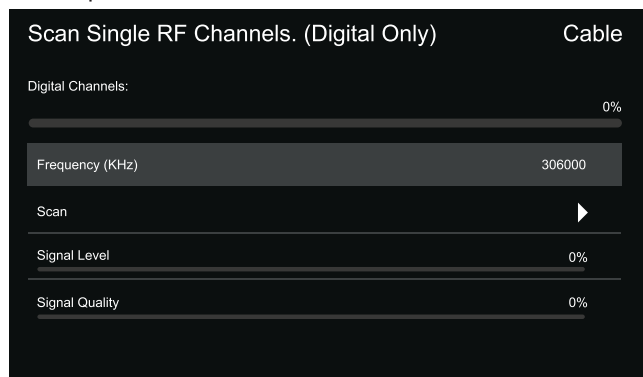 Scan Single RF Channels. (Digital Only) Cable
Digital Channels:
0%
Frequency (KHz) 306000
Scan
Signal Level 0%
Signal Quality 0%